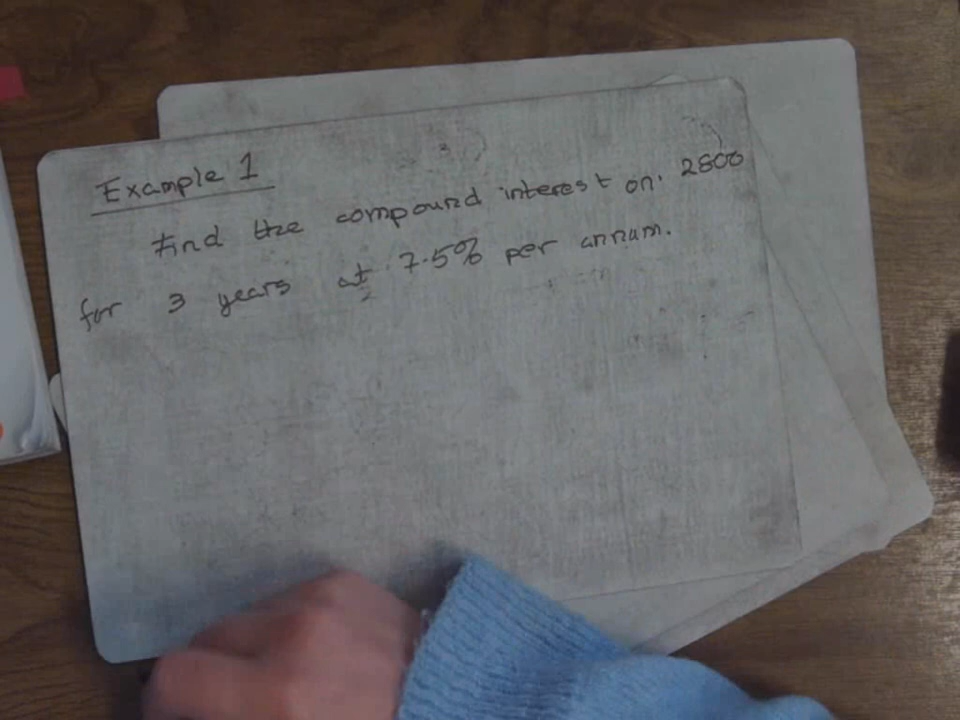 Example 1
Find the compound interest on. 2800
for 3 years at 7.5% per annum.